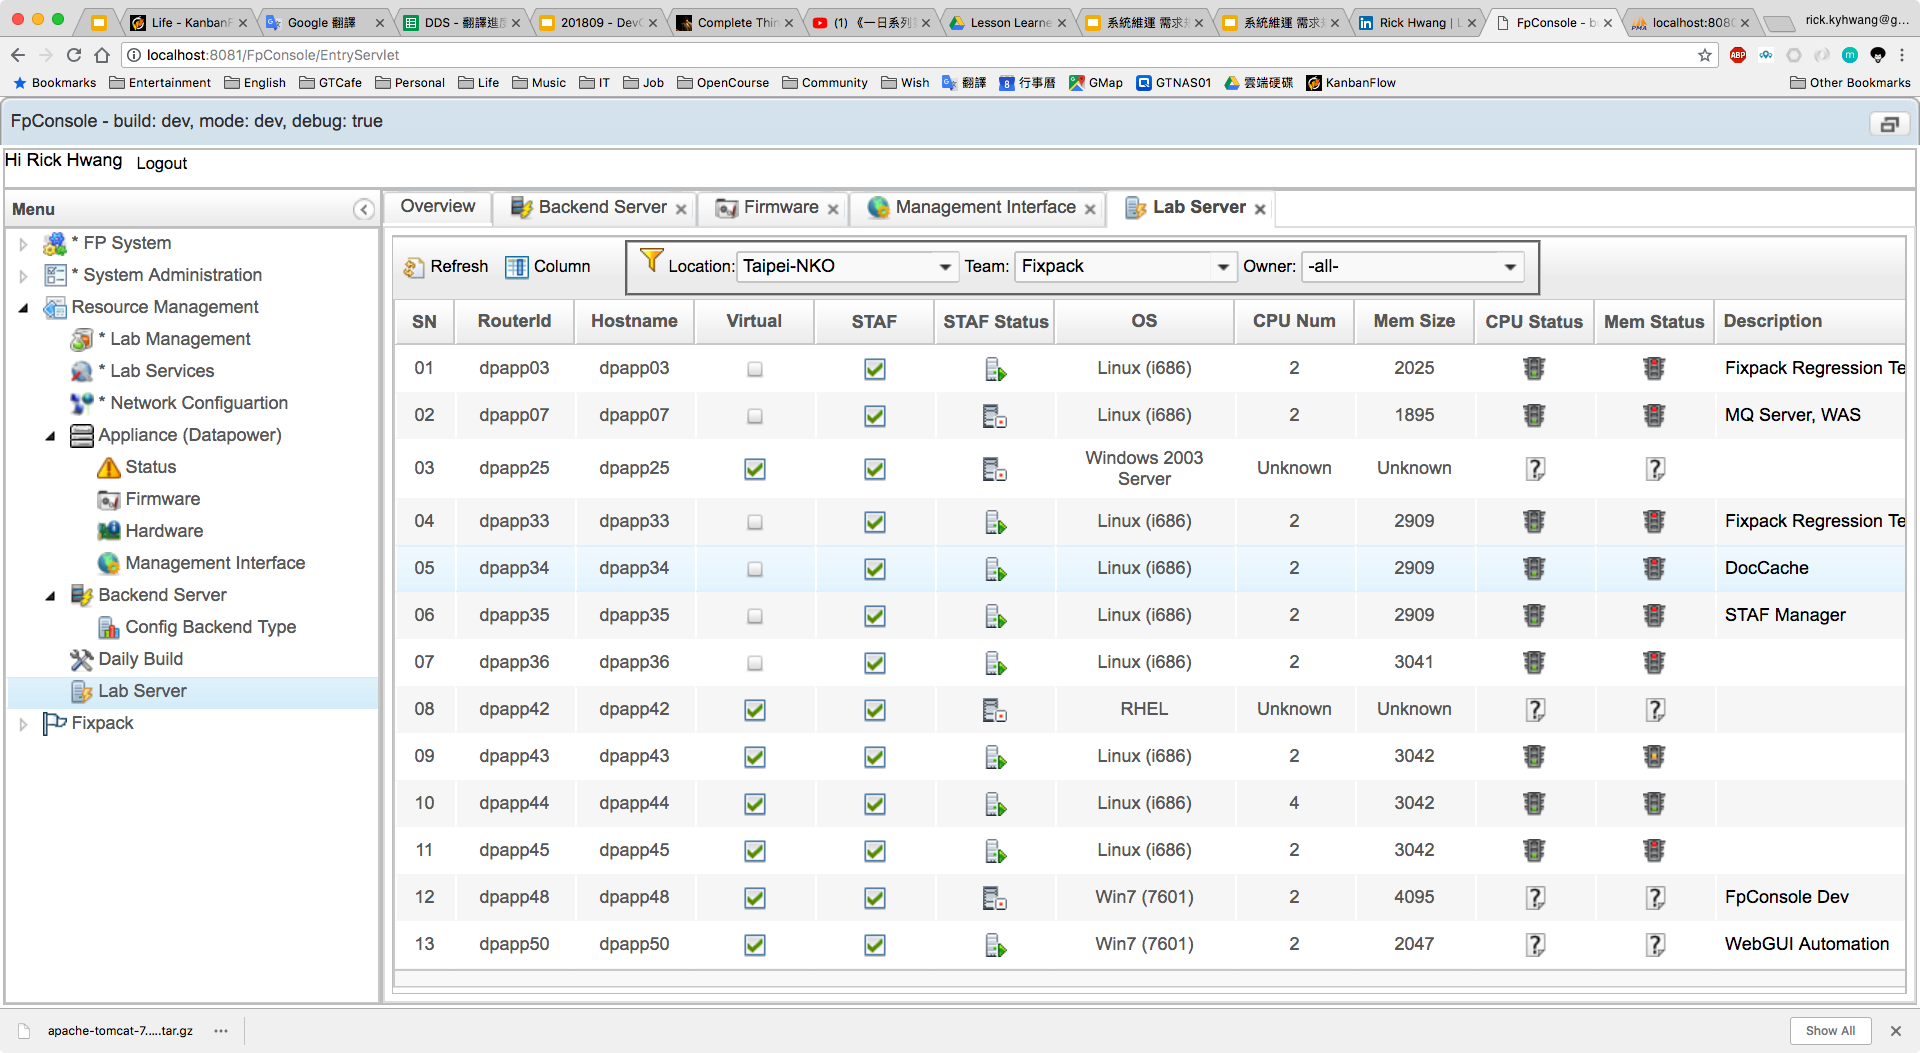 Life - KanbanF
Google 翻譯
DDS - 翻譯進度
201809 - DevO
Complete Thin
(1) 《一日系列
Lesson Learne
系統維運 需求
系統維運 需求
Rick Hwang | L
FpConsole - b
localhost:808
rick.kyhwang@g...
localhost:8081/FpConsole/EntryServlet
Bookmarks Entertainment English GTCafe Personal Life Music IT Job OpenCourse Community Wish 翻譯 行事曆 GMap GTNAS01 雲端硬碟 KanbanFlow Other Bookmarks
FpConsole - build: dev, mode: dev, debug: true
Hi Rick Hwang Logout
Menu
* FP System
* System Administration
Resource Management
* Lab Management
* Lab Services
* Network Configuartion
Appliance (Datapower)
Status
Firmware
Hardware
Management Interface
Backend Server
Config Backend Type
Daily Build
Lab Server
Fixpack
Overview Backend Server Firmware Management Interface Lab Server
Refresh Column Location: Taipei-NKO Team: Fixpack Owner: -all-
SN RouterId Hostname Virtual STAF STAF Status OS CPU Num Mem Size CPU Status Mem Status Description
01 dpapp03 dpapp03 Linux (i686) 2 2025 Fixpack Regression Te
02 dpapp07 dpapp07 Linux (i686) 2 1895 MQ Server, WAS
03 dpapp25 dpapp25 Windows 2003 Server Unknown Unknown
04 dpapp33 dpapp33 Linux (i686) 2 2909 Fixpack Regression Te
05 dpapp34 dpapp34 Linux (i686) 2 2909 DocCache
06 dpapp35 dpapp35 Linux (i686) 2 2909 STAF Manager
07 dpapp36 dpapp36 Linux (i686) 2 3041
08 dpapp42 dpapp42 RHEL Unknown Unknown
09 dpapp43 dpapp43 Linux (i686) 2 3042
10 dpapp44 dpapp44 Linux (i686) 4 3042
11 dpapp45 dpapp45 Linux (i686) 2 3042
12 dpapp48 dpapp48 Win7 (7601) 2 4095 FpConsole Dev
13 dpapp50 dpapp50 Win7 (7601) 2 2047 WebGUI Automation
apache-tomcat-7.....tar.gz
Show All